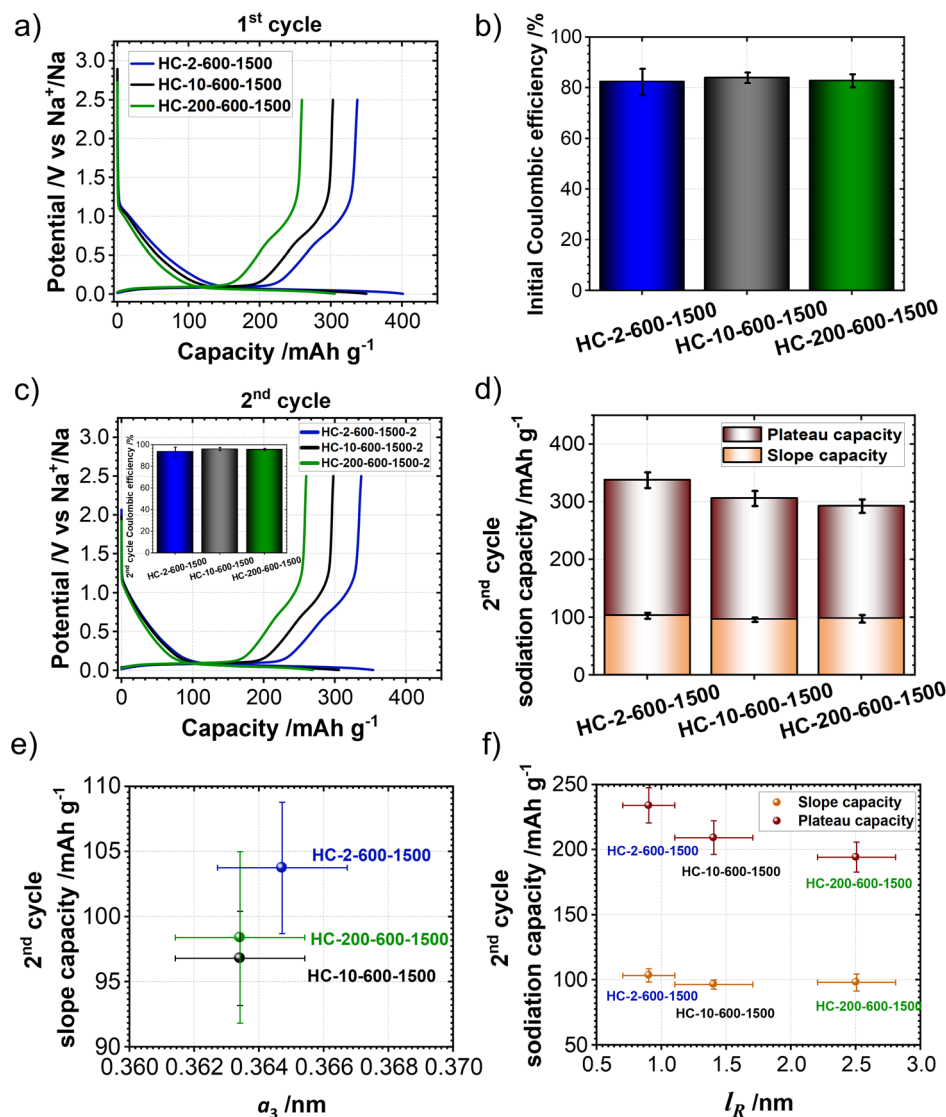 a)
1st cycle
HC-2-600-1500
HC-10-600-1500
HC-200-600-1500
Potential /V vs Na+/Na
3.0
2.5
2.0
1.5
1.0
0.5
0.0
0 100 200 300 400
Capacity /mAh g-1
b)
Initial Coulombic efficiency /%
100
80
60
40
20
0
HC-2-600-1500
HC-10-600-1500
HC-200-600-1500
c)
2nd cycle
HC-2-600-1500-2
HC-10-600-1500-2
HC-200-600-1500-2
Potential /V vs Na+/Na
3.0
2.5
2.0
1.5
1.0
0.5
0.0
0 100 200 300 400
Capacity /mAh g-1
2nd cycle Coulombic efficiency /%
100
80
60
40
20
0
HC-2-600-1500
HC-10-600-1500
HC-200-600-1500
d)
2nd cycle
sodiation capacity /mAh g-1
400
300
200
100
0
Plateau capacity
Slope capacity
HC-2-600-1500
HC-10-600-1500
HC-200-600-1500
e)
2nd cycle
slope capacity /mAh g-1
110
105
100
95
90
HC-2-600-1500
HC-200-600-1500
HC-10-600-1500
0.360 0.362 0.364 0.366 0.368 0.370
a3 /nm
f)
2nd cycle
sodiation capacity /mAh g-1
250
200
150
100
50
Slope capacity
Plateau capacity
HC-2-600-1500
HC-10-600-1500
HC-200-600-1500
HC-2-600-1500
HC-10-600-1500
HC-200-600-1500
0.5 1.0 1.5 2.0 2.5 3.0
lR /nm